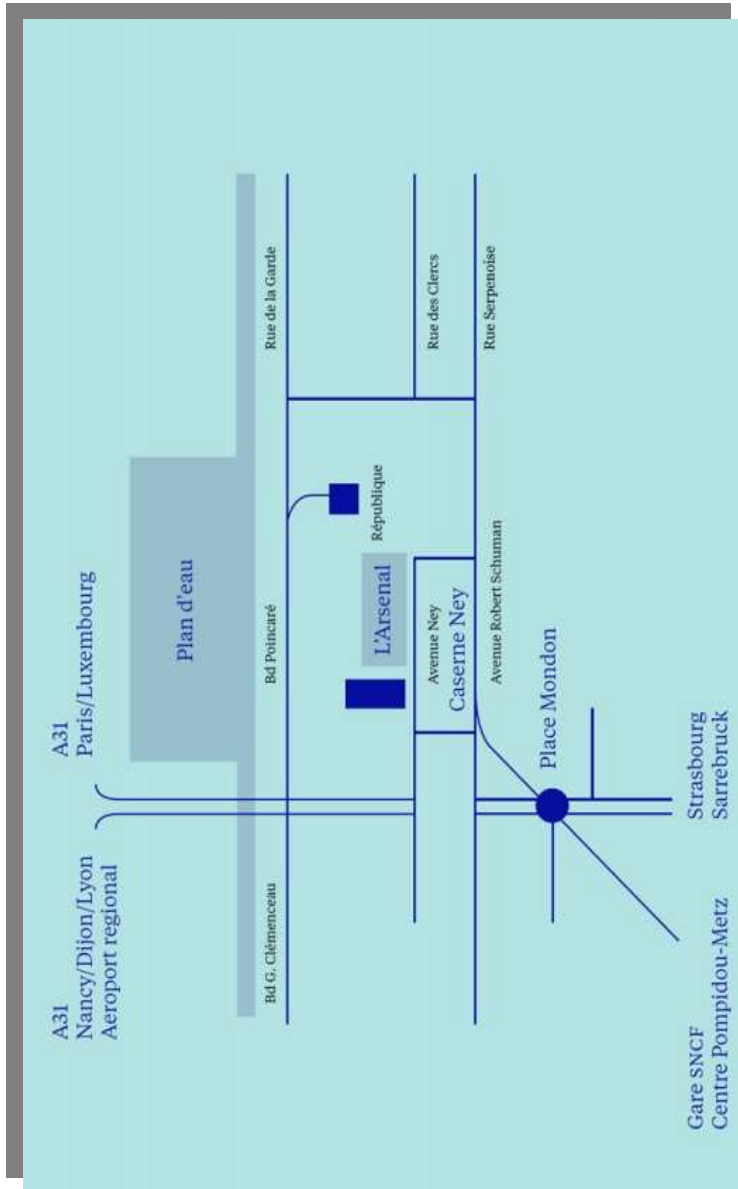 A31
Nancy/Dijon/Lyon
Aeroport regional
A31
Paris/Luxembourg
Plan d'eau
Bd G. Clémenceau
Bd Poincaré
Rue de la Garde
République
L'Arsenal
Avenue Ney
Rue des Clercs
Caserne Ney
Avenue Robert Schuman
Rue Serpenoise
Place Mondon
Gare SNCF
Centre Pompidou-Metz
Strasbourg
Sarrebruck